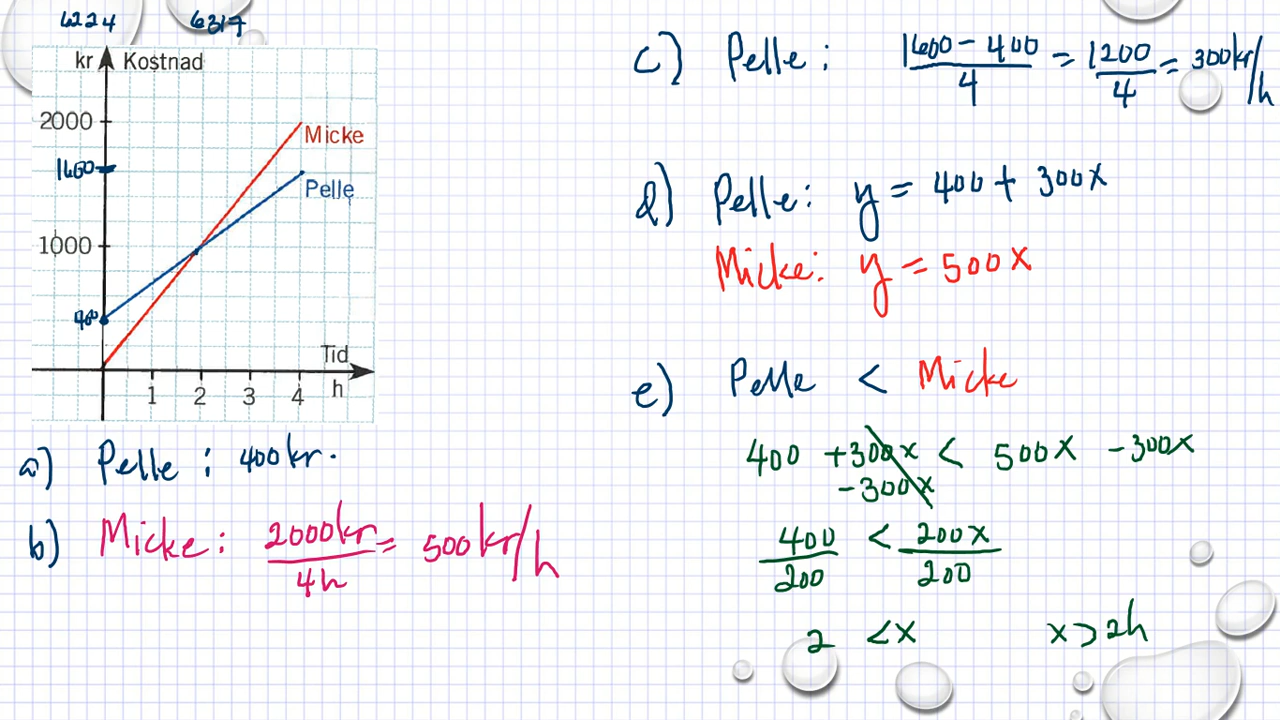 6224 6317
kr Kostnad
2000
Micke
1600
Pelle
1000
400
Tid
1 2 3 4 h
a) Pelle: 400kr.
b) Micke: 2000kr/4h = 500kr/h
c) Pelle: 1600-400/4 = 1200/4 = 300kr/h
d) Pelle: y = 400 + 300x
Micke: y = 500x
e) Pelle < Micke
400 +300x < 500x -300x
-300x
400/200 < 200x/200
2 < x x > 2h